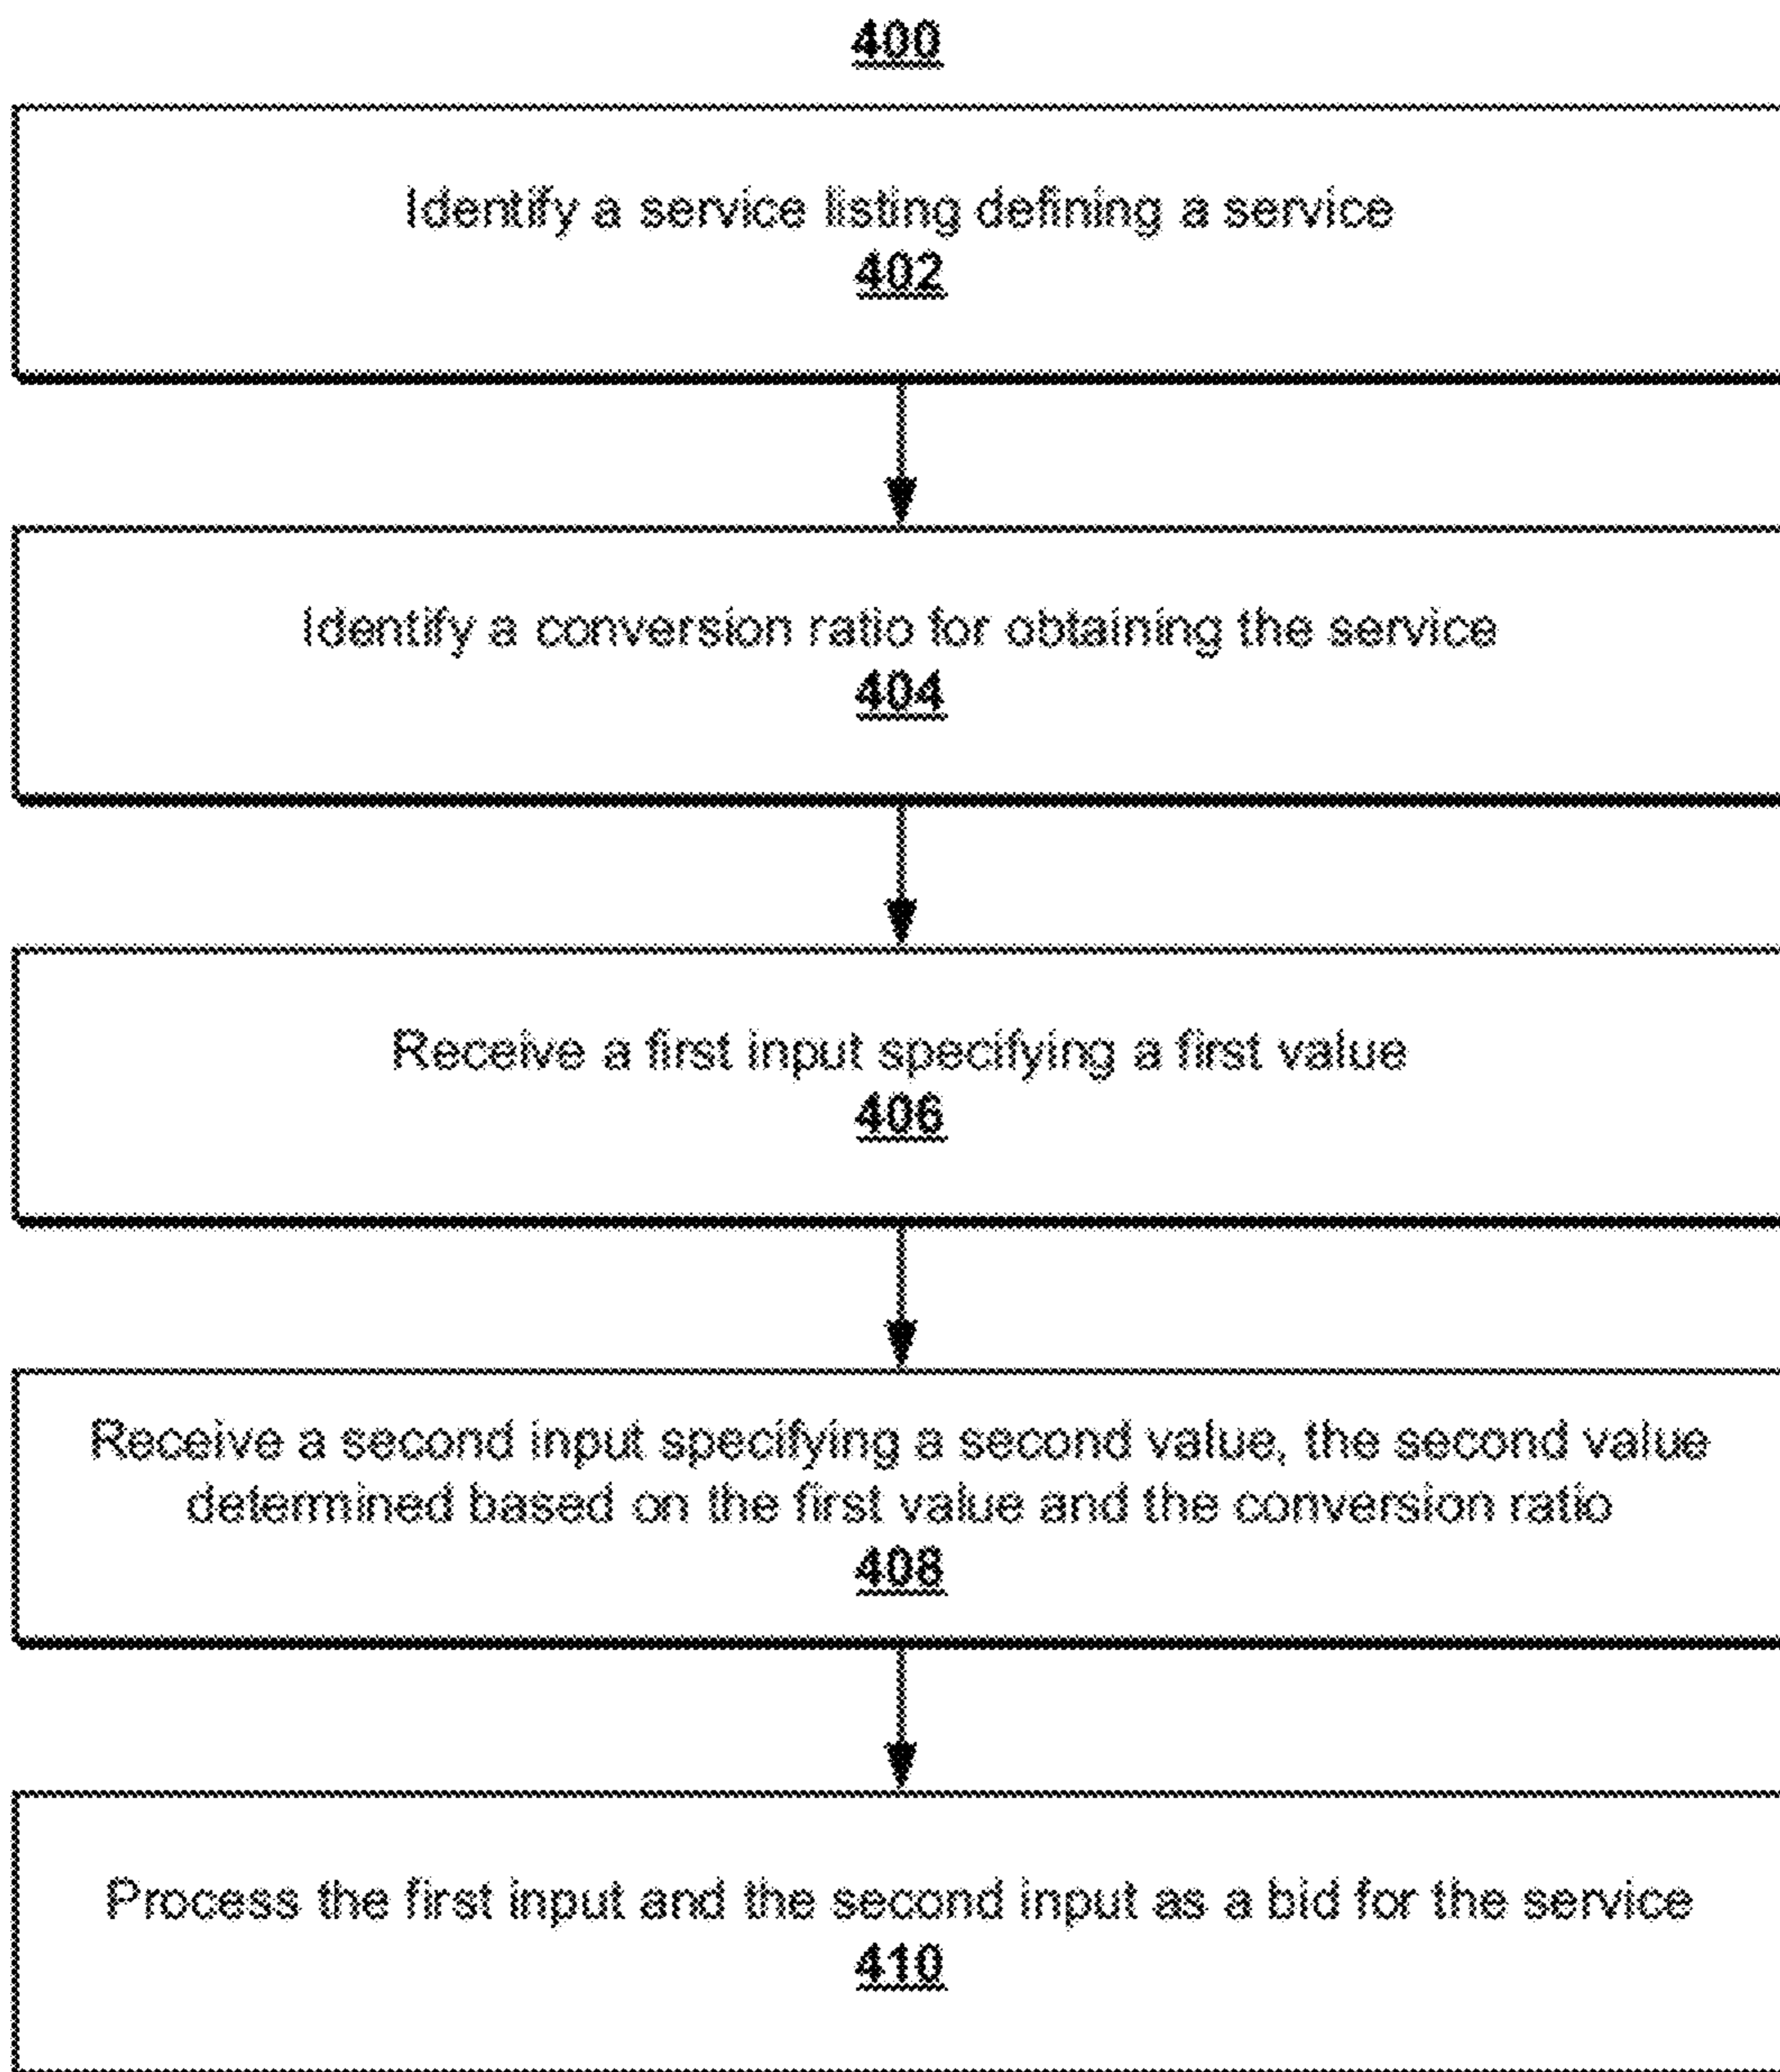 400
Identify a service listing defining a service
402
Identify a conversion ratio for obtaining the service
404
Receive a first input specifying a first value
406
Receive a second input specifying a second value, the second value
determined based on the first value and the conversion ratio
408
Process the first input and the second input as a bid for the service
410